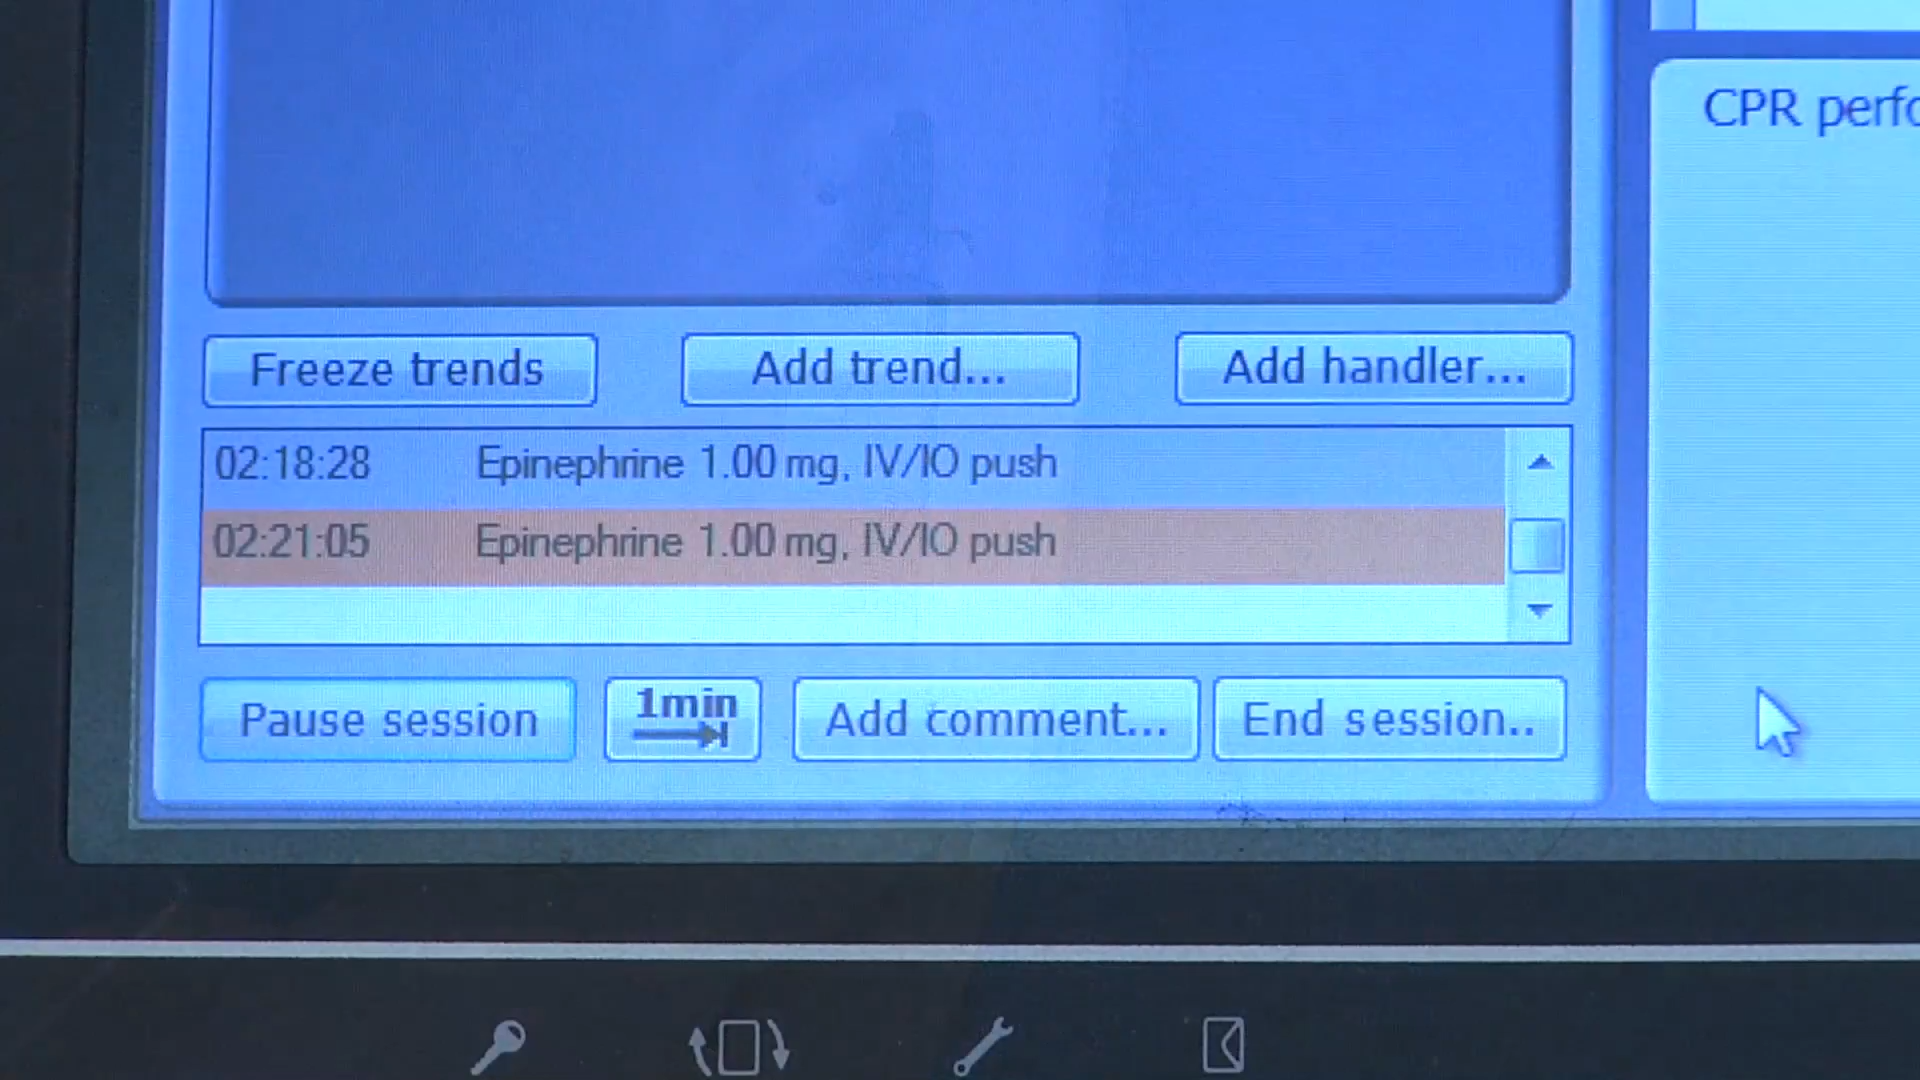 CPR perfo
Freeze trends
Add trend...
Add handler...
02:18:28 Epinephrine 1.00 mg, IV/IO push
02:21:05 Epinephrine 1.00 mg, IV/IO push
Pause session
1min
Add comment...
End session..